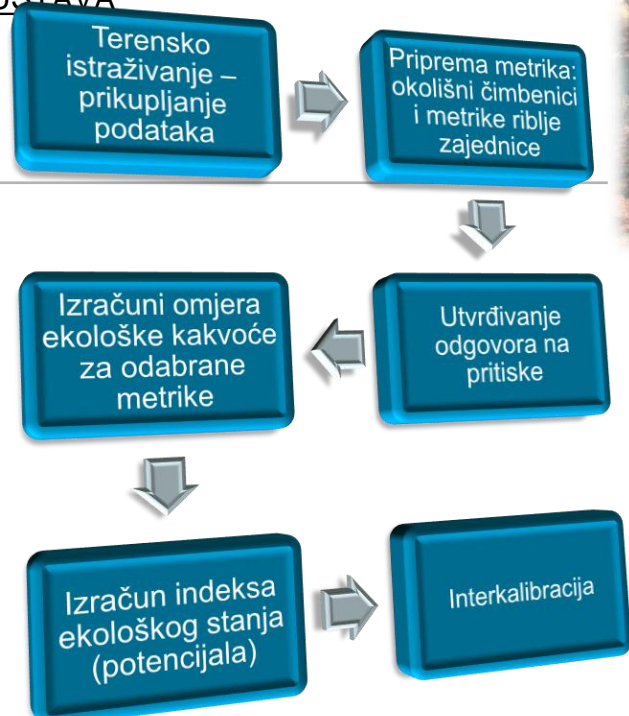 Terensko
istraživanje –
prikupljanje
podataka
Priprema metrika:
okolišni čimbenici
i metrike riblje
zajednice
Utvrđivanje
odgovora na
pritiske
Izračuni omjera
ekološke kakvoće
za odabrane
metrike
Izračun indeksa
ekološkog stanja
(potencijala)
Interkalibracija